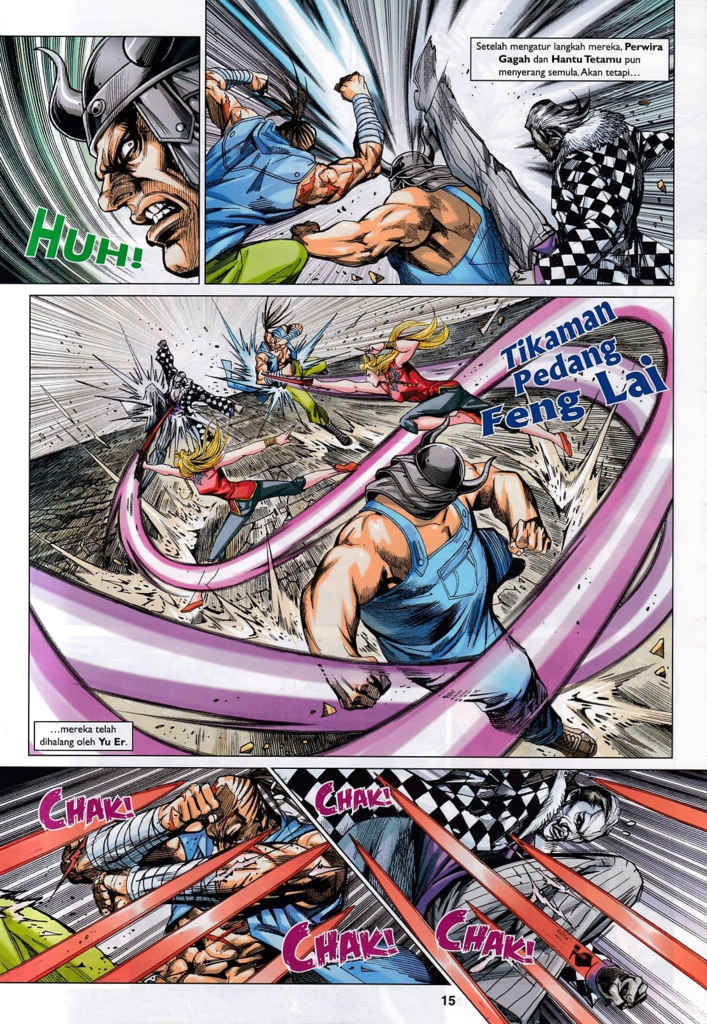 HUH!
Setelah mengatur langkah mereka, Perwira
Gagah dan Hantu Tetamu pun
menyerang semula. Akan tetapi...
Tikaman
Pedang
Feng Lai
...mereka telah
dihalang oleh Yu Er.
CHAK!
CHAK!
CHAK!
CHAK!
15